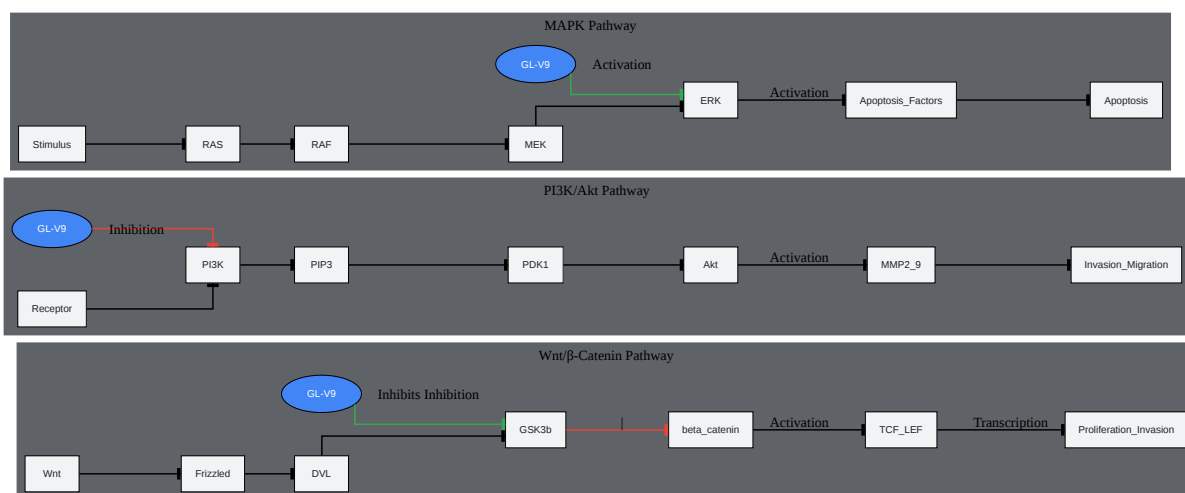 MAPK Pathway
GL-V9
Activation
ERK
Activation
Apoptosis_Factors
Apoptosis
Stimulus
RAS
RAF
MEK
PI3K/Akt Pathway
GL-V9
Inhibition
PI3K
PIP3
PDK1
Akt
Activation
MMP2_9
Invasion_Migration
Receptor
Wnt/β-Catenin Pathway
GL-V9
Inhibits Inhibition
GSK3b
|
beta_catenin
Activation
TCF_LEF
Transcription
Proliferation_Invasion
Wnt
Frizzled
DVL